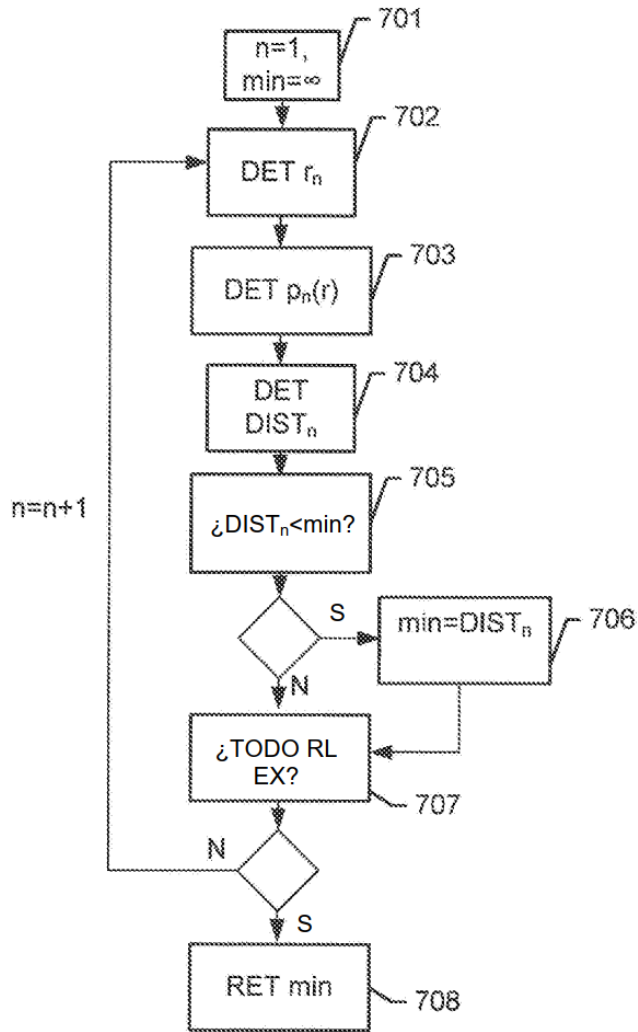 701
n=1,
min=∞
702
DET rₙ
703
DET pₙ(r)
704
DET
DISTₙ
705
¿DISTₙ<min?
n=n+1
S
min=DISTₙ
706
N
¿TODO RL
EX?
707
N
S
RET min
708